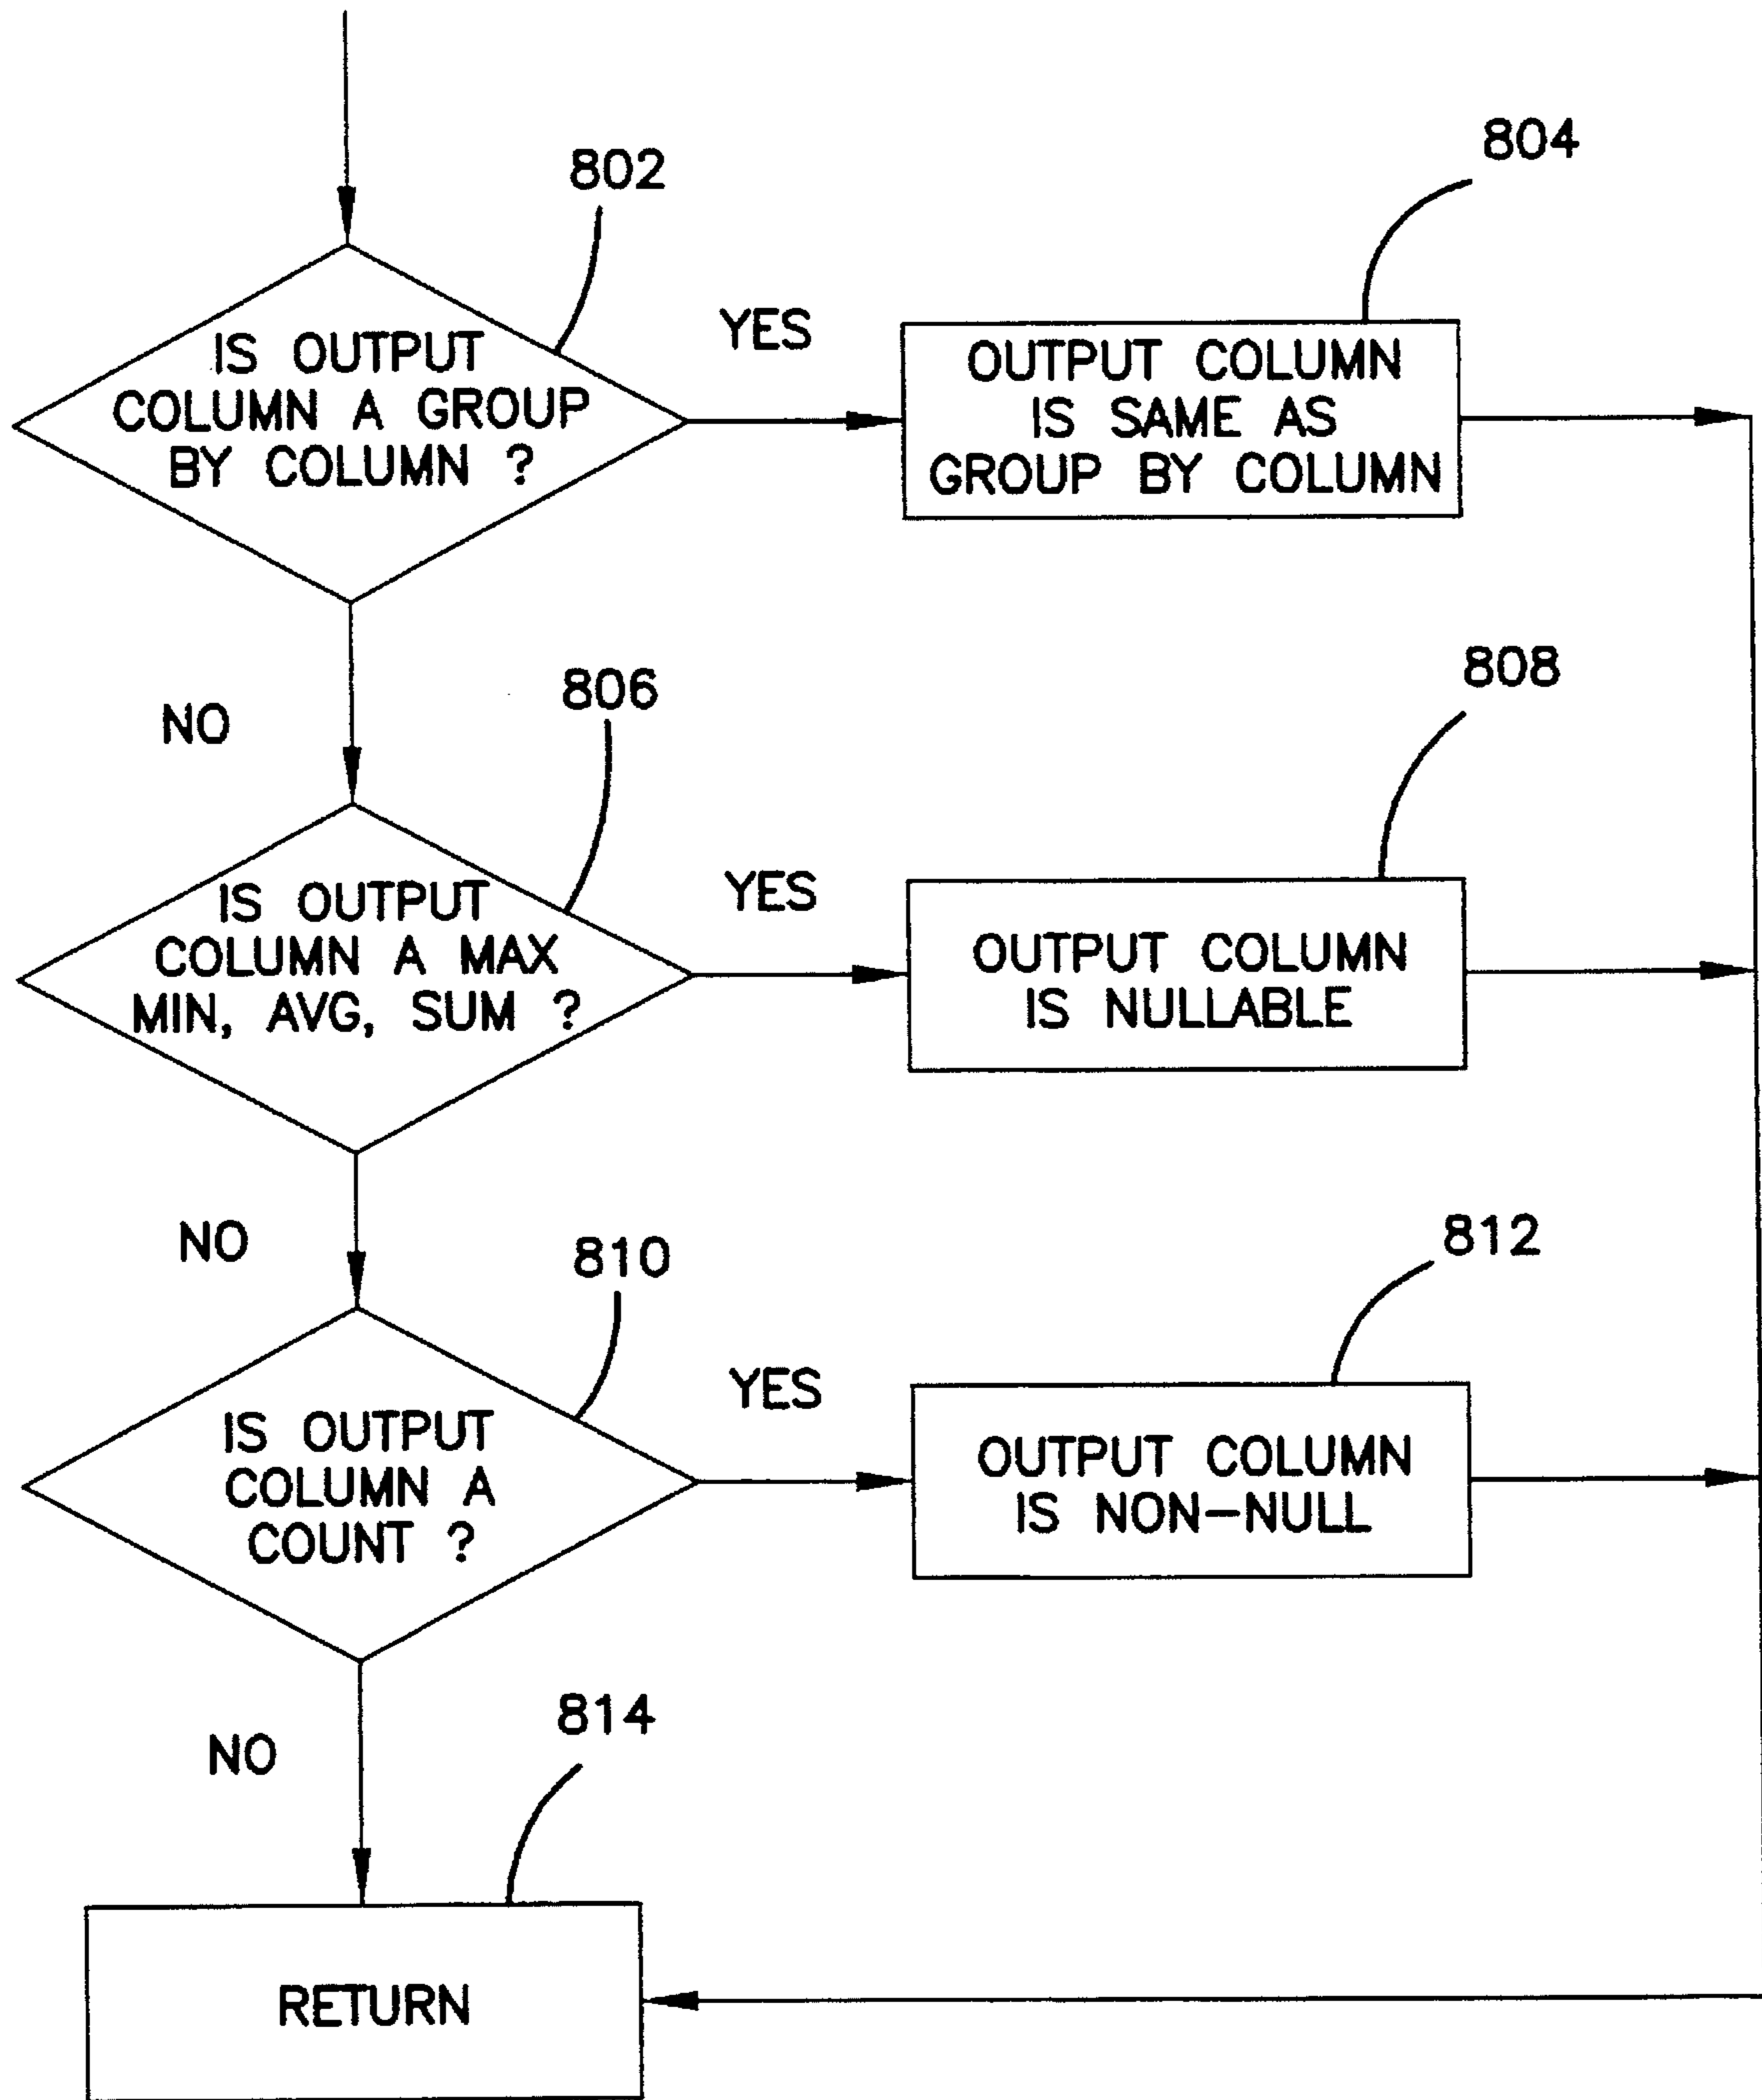 802
804
IS OUTPUT
COLUMN A GROUP
BY COLUMN ?
YES
OUTPUT COLUMN
IS SAME AS
GROUP BY COLUMN
NO
806
808
IS OUTPUT
COLUMN A MAX
MIN, AVG, SUM ?
YES
OUTPUT COLUMN
IS NULLABLE
NO
810
812
IS OUTPUT
COLUMN A
COUNT ?
YES
OUTPUT COLUMN
IS NON-NULL
NO
814
RETURN